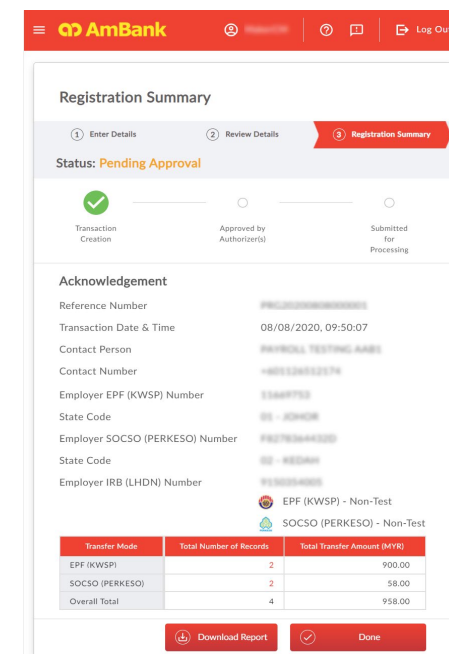 AmBank
Log Out
Registration Summary
1 Enter Details
2 Review Details
3 Registration Summary
Status: Pending Approval
Transaction Creation
Approved by Authorizer(s)
Submitted for Processing
Acknowledgement
Reference Number
Transaction Date & Time 08/08/2020, 09:50:07
Contact Person
Contact Number
Employer EPF (KWSP) Number
State Code
Employer SOCSO (PERKESO) Number
State Code
Employer IRB (LHDN) Number
EPF (KWSP) - Non-Test
SOCSO (PERKESO) - Non-Test
Transfer Mode Total Number of Records Total Transfer Amount (MYR)
EPF (KWSP) 2 900.00
SOCSO (PERKESO) 2 58.00
Overall Total 4 958.00
Download Report
Done